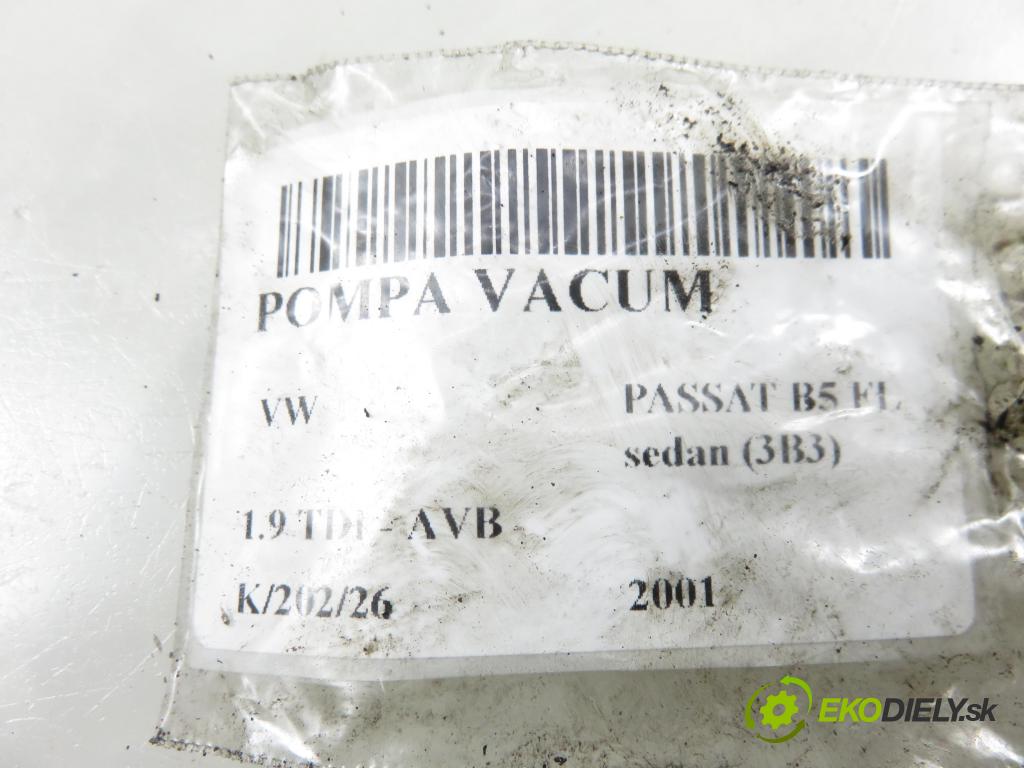 POMPA VACUM
VW PASSAT B5 FL
sedan (3B3)
1.9 TDI - AVB
K/202/26 2001
EKODIELY.sk